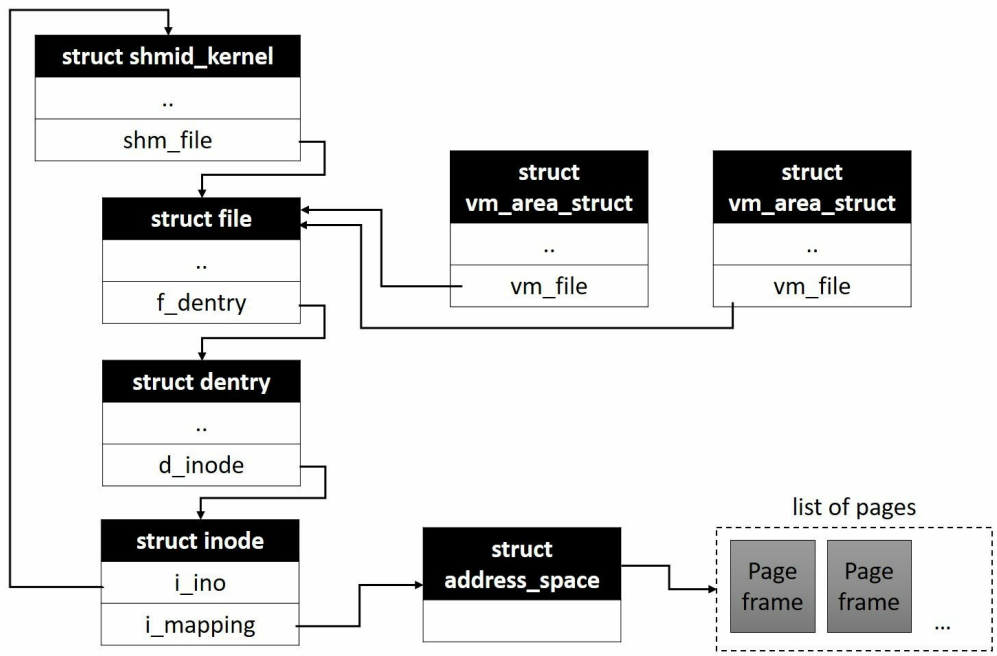 struct shmid_kernel
..
shm_file
struct file
..
f_dentry
struct
vm_area_struct
..
vm_file
struct
vm_area_struct
..
vm_file
struct dentry
..
d_inode
struct inode
i_ino
i_mapping
struct
address_space
list of pages
Page
frame
Page
frame
...